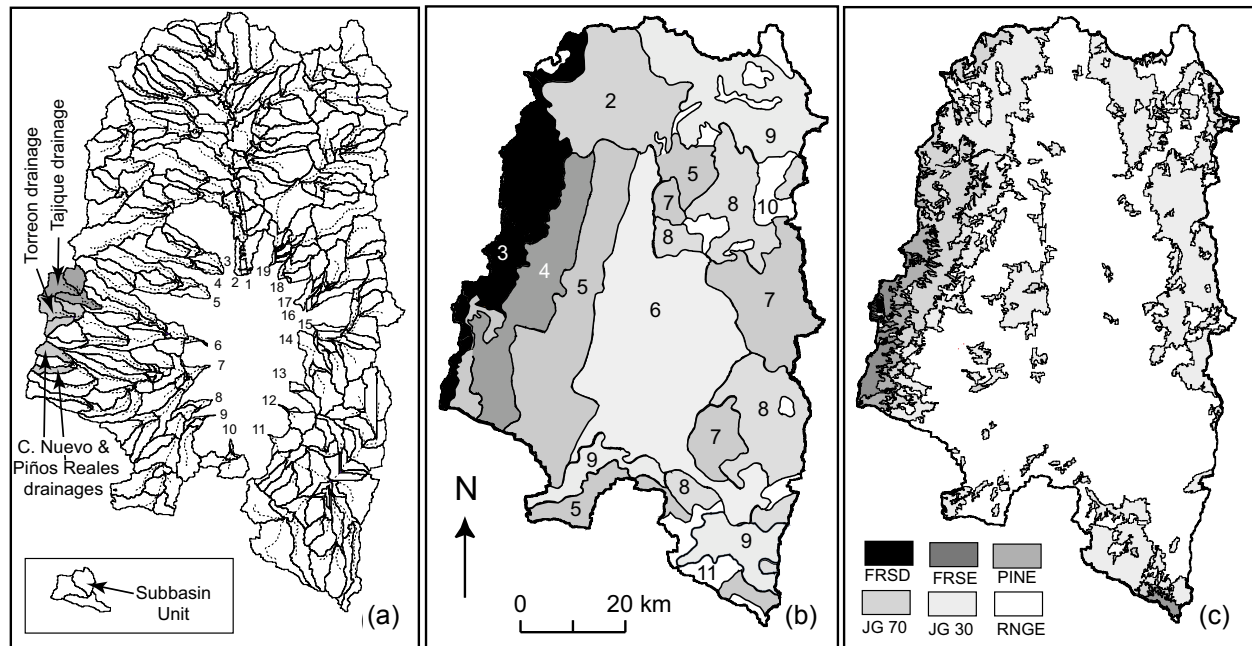 Torreon drainage
Tajique drainage
3
4
2
1
19
18
5
17
16
15
14
6
7
13
8
12
9
10
11
C. Nuevo &
Piños Reales
drainages
Subbasin
Unit
(a)
2
9
5
7
8
10
8
3
4
5
6
7
8
7
9
8
5
9
11
N
0 20 km
(b)
FRSD FRSE PINE
JG 70 JG 30 RNGE
(c)